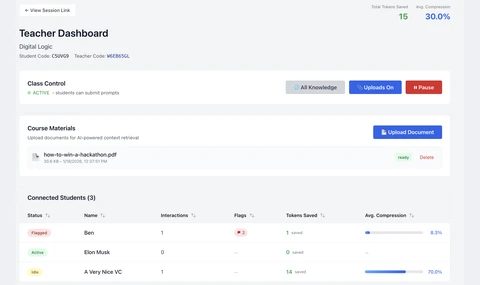 ← View Session Link
Total Tokens Saved
15
Avg. Compression
30.0%
Teacher Dashboard
Digital Logic
Student Code: CSUVG9 Teacher Code: W6EB65GL
Class Control
ACTIVE - students can submit prompts
All Knowledge
Uploads On
Pause
Course Materials
Upload documents for AI-powered context retrieval
Upload Document
how-to-win-a-hackathon.pdf
ready
Delete
Connected Students (3)
Status Name Interactions Flags Tokens Saved Avg. Compression
Flagged Ben 1 2 1 saved 8.3%
Active Elon Musk 0 – 0 saved –
Idle A Very Nice VC 1 – 14 saved 70.0%